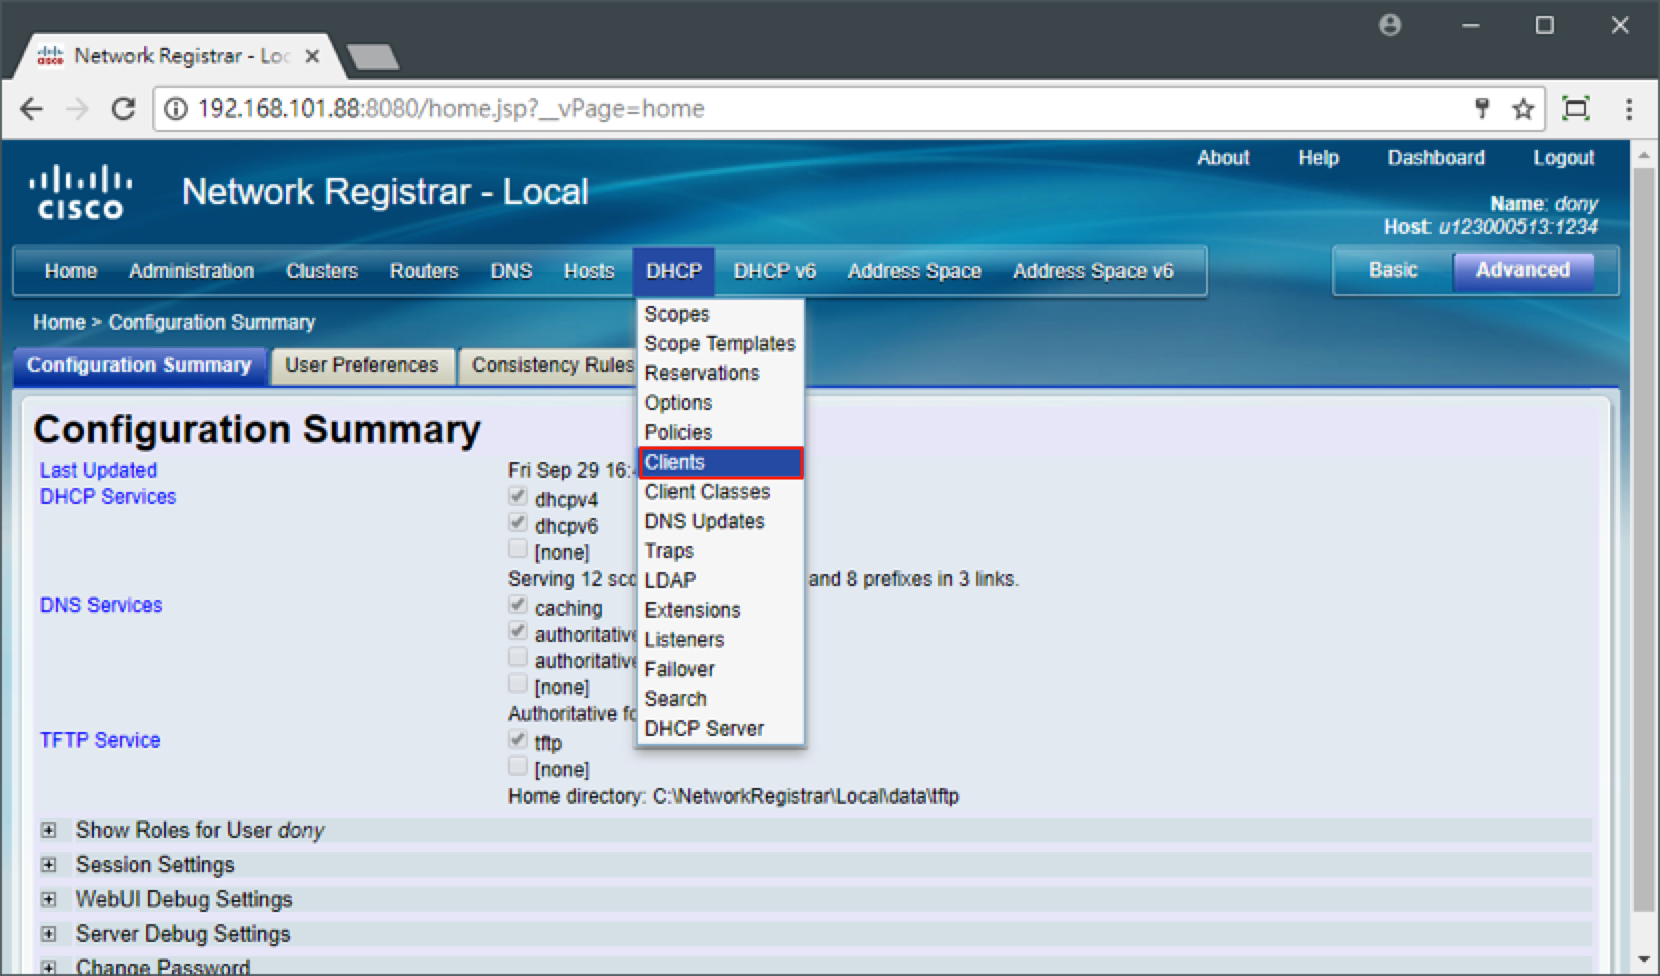 Network Registrar - Loc
192.168.101.88:8080/home.jsp?__vPage=home
About Help Dashboard Logout
CISCO
Network Registrar - Local
Name: dony
Host: u123000513:1234
Home Administration Clusters Routers DNS Hosts DHCP DHCP v6 Address Space Address Space v6
Basic Advanced
Home > Configuration Summary
Configuration Summary User Preferences Consistency Rules
Scopes
Scope Templates
Reservations
Options
Policies
Clients
Client Classes
DNS Updates
Traps
LDAP
Extensions
Listeners
Failover
Search
DHCP Server
Configuration Summary
Last Updated Fri Sep 29 16:
DHCP Services dhcpv4
dhcpv6
[none]
Serving 12 sco and 8 prefixes in 3 links.
DNS Services caching
authoritative
authoritative
[none]
Authoritative fo
TFTP Service tftp
[none]
Home directory: C:\NetworkRegistrar\Local\data\tftp
Show Roles for User dony
Session Settings
WebUI Debug Settings
Server Debug Settings
Change Password